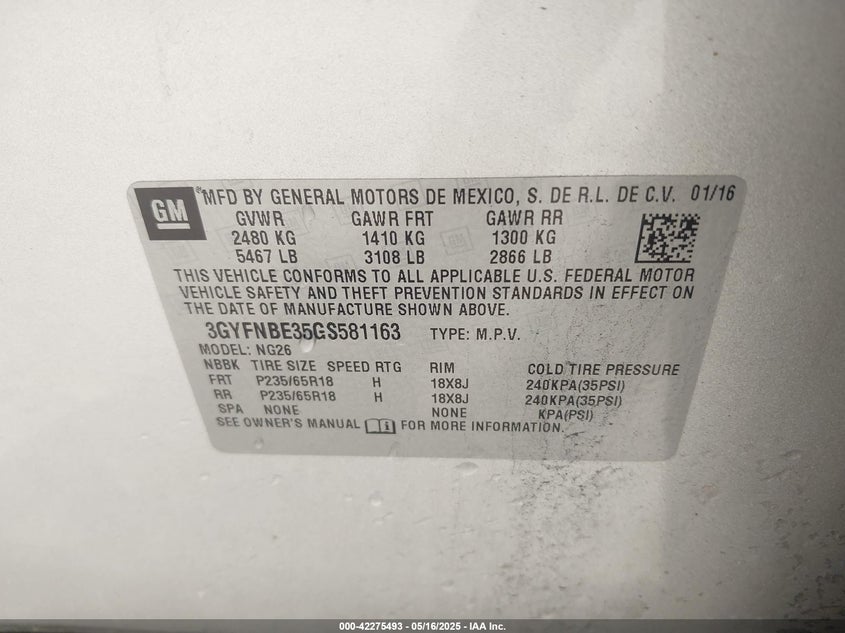 GM
®MFD BY GENERAL MOTORS DE MEXICO, S. DE R.L. DE C.V. 01/16
GVWR GAWR FRT GAWR RR
2480 KG 1410 KG 1300 KG
5467 LB 3108 LB 2866 LB
THIS VEHICLE CONFORMS TO ALL APPLICABLE U.S. FEDERAL MOTOR
VEHICLE SAFETY AND THEFT PREVENTION STANDARDS IN EFFECT ON
THE DATE OF MANUFACTURE SHOWN ABOVE.
3GYFNBE35GS581163 TYPE: M.P.V.
MODEL: NG26
NBBK TIRE SIZE SPEED RTG RIM COLD TIRE PRESSURE
FRT P235/65R18 H 18X8J 240KPA(35PSI)
RR P235/65R18 H 18X8J 240KPA(35PSI)
SPA NONE NONE KPA(PSI)
SEE OWNER'S MANUAL FOR MORE INFORMATION.
000-42275493 - 05/16/2025 - IAA Inc.